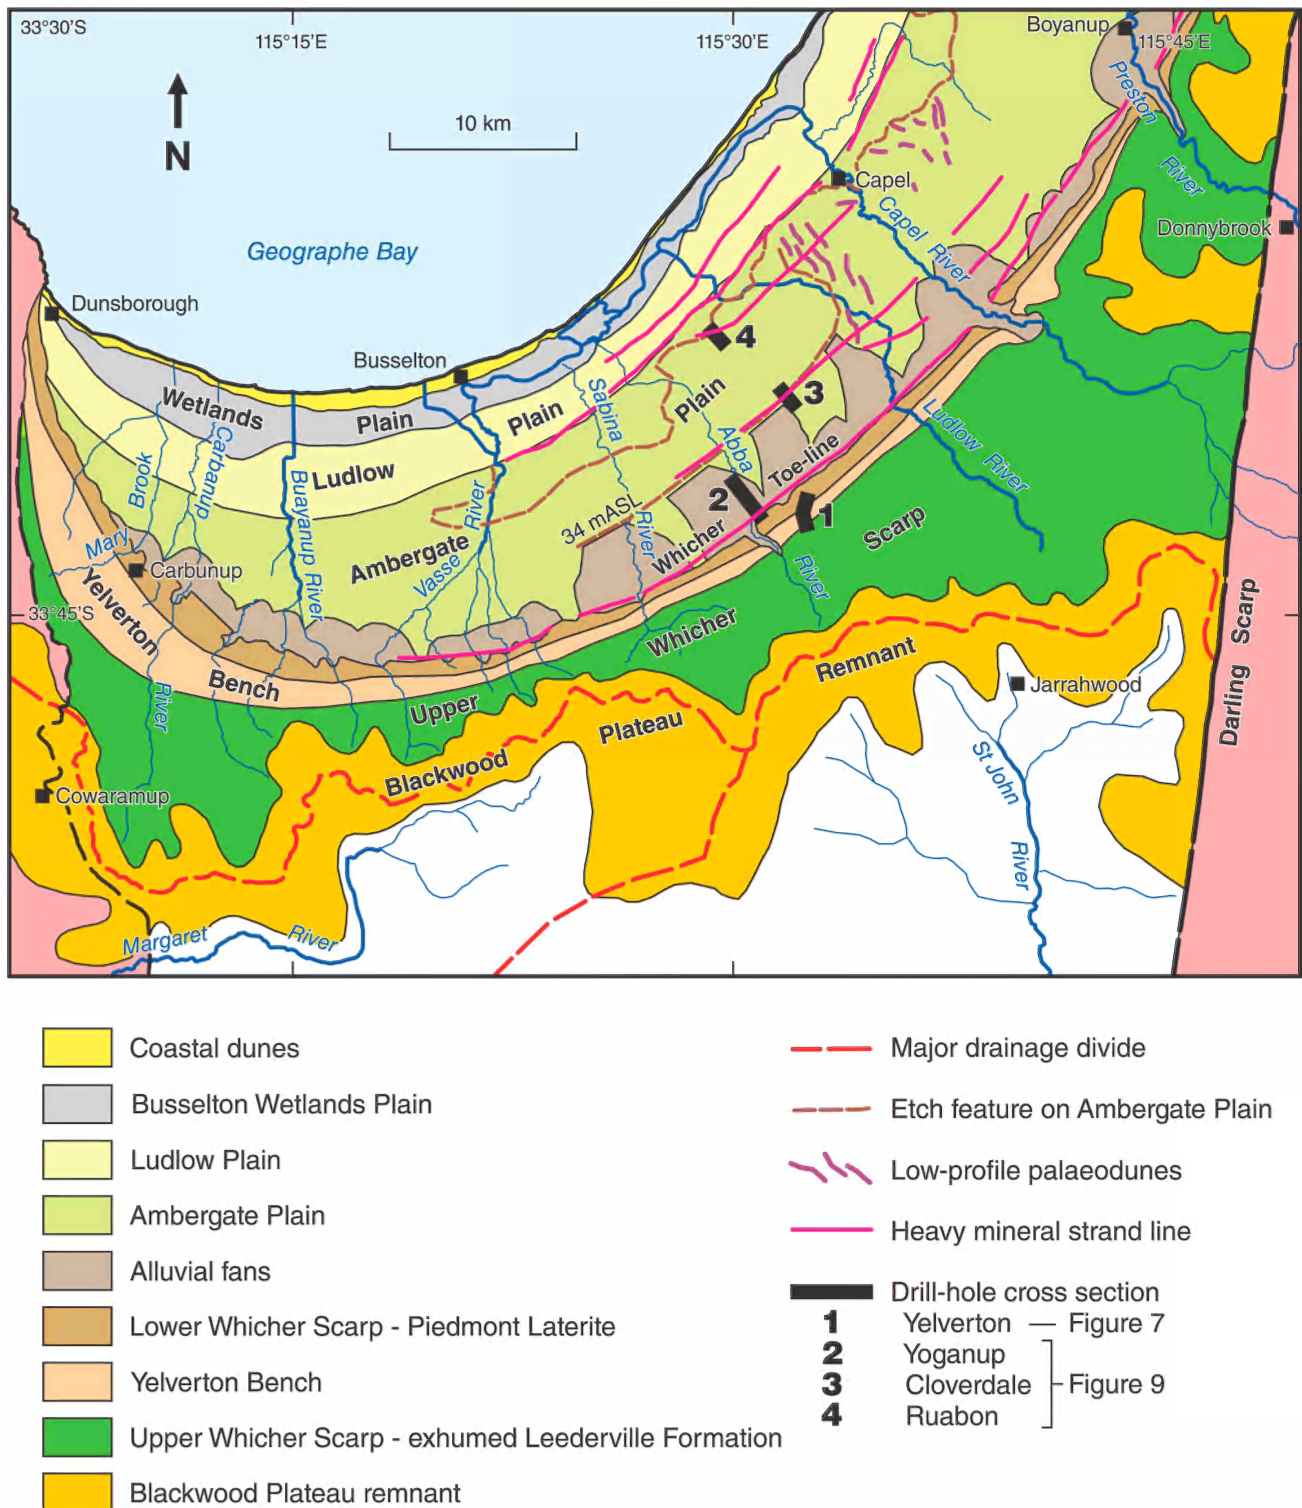 33°30'S
115°15'E
115°30'E
Boyanup
115°45'E
Preston
River
10 km
N
Capel
Capel River
Donnybrook
Geographe Bay
Dunsborough
Busselton
4
Wetlands
Plain
Plain
Plain
Sabina
River
3
Abba
River
Ludlow River
Carbanup
River
Brook
Mary
Ludlow
Buayanup River
Toe-line
Whicher
2
1
34 mASL
Scarp
Vasse
River
Ambergate
Carbunup
33°45'S
Yelverton
Bench
Whicher
Upper
Remnant
Plateau
Blackwood
Jarrahwood
Darling Scarp
St John
River
Cowaramup
Margaret
River
Coastal dunes
Busselton Wetlands Plain
Ludlow Plain
Ambergate Plain
Alluvial fans
Lower Whicher Scarp - Piedmont Laterite
Yelverton Bench
Upper Whicher Scarp - exhumed Leederville Formation
Blackwood Plateau remnant
Major drainage divide
Etch feature on Ambergate Plain
Low-profile palaeodunes
Heavy mineral strand line
Drill-hole cross section
1 Yelverton — Figure 7
2 Yoganup
3 Cloverdale Figure 9
4 Ruabon